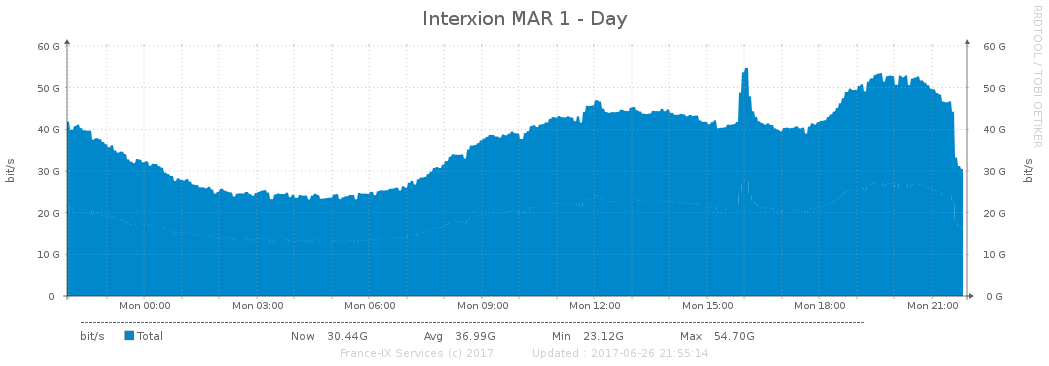 Interxion MAR 1 - Day
RRDTOOL / TOBI OETIKER
60 G 60 G
50 G 50 G
40 G 40 G
30 G 30 G
20 G 20 G
10 G 10 G
0 0 G
bit/s
bit/s
Mon 00:00 Mon 03:00 Mon 06:00 Mon 09:00 Mon 12:00 Mon 15:00 Mon 18:00 Mon 21:00
bit/s Total Now 30.44G Avg 36.99G Min 23.12G Max 54.70G
France-IX Services (c) 2017 Updated : 2017-06-26 21:55:14